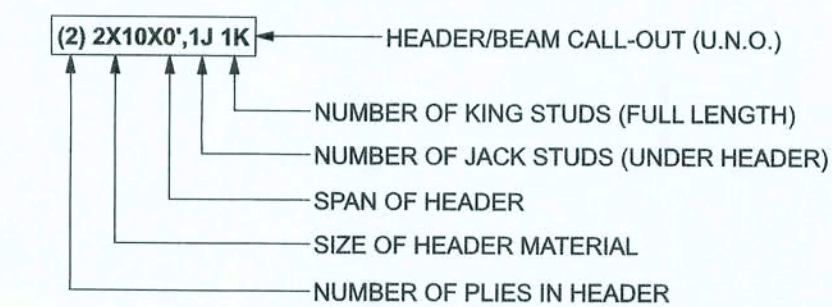 (2) 2X10X0',1J 1K
HEADER/BEAM CALL-OUT (U.N.O.)
NUMBER OF KING STUDS (FULL LENGTH)
NUMBER OF JACK STUDS (UNDER HEADER)
SPAN OF HEADER
SIZE OF HEADER MATERIAL
NUMBER OF PLIES IN HEADER